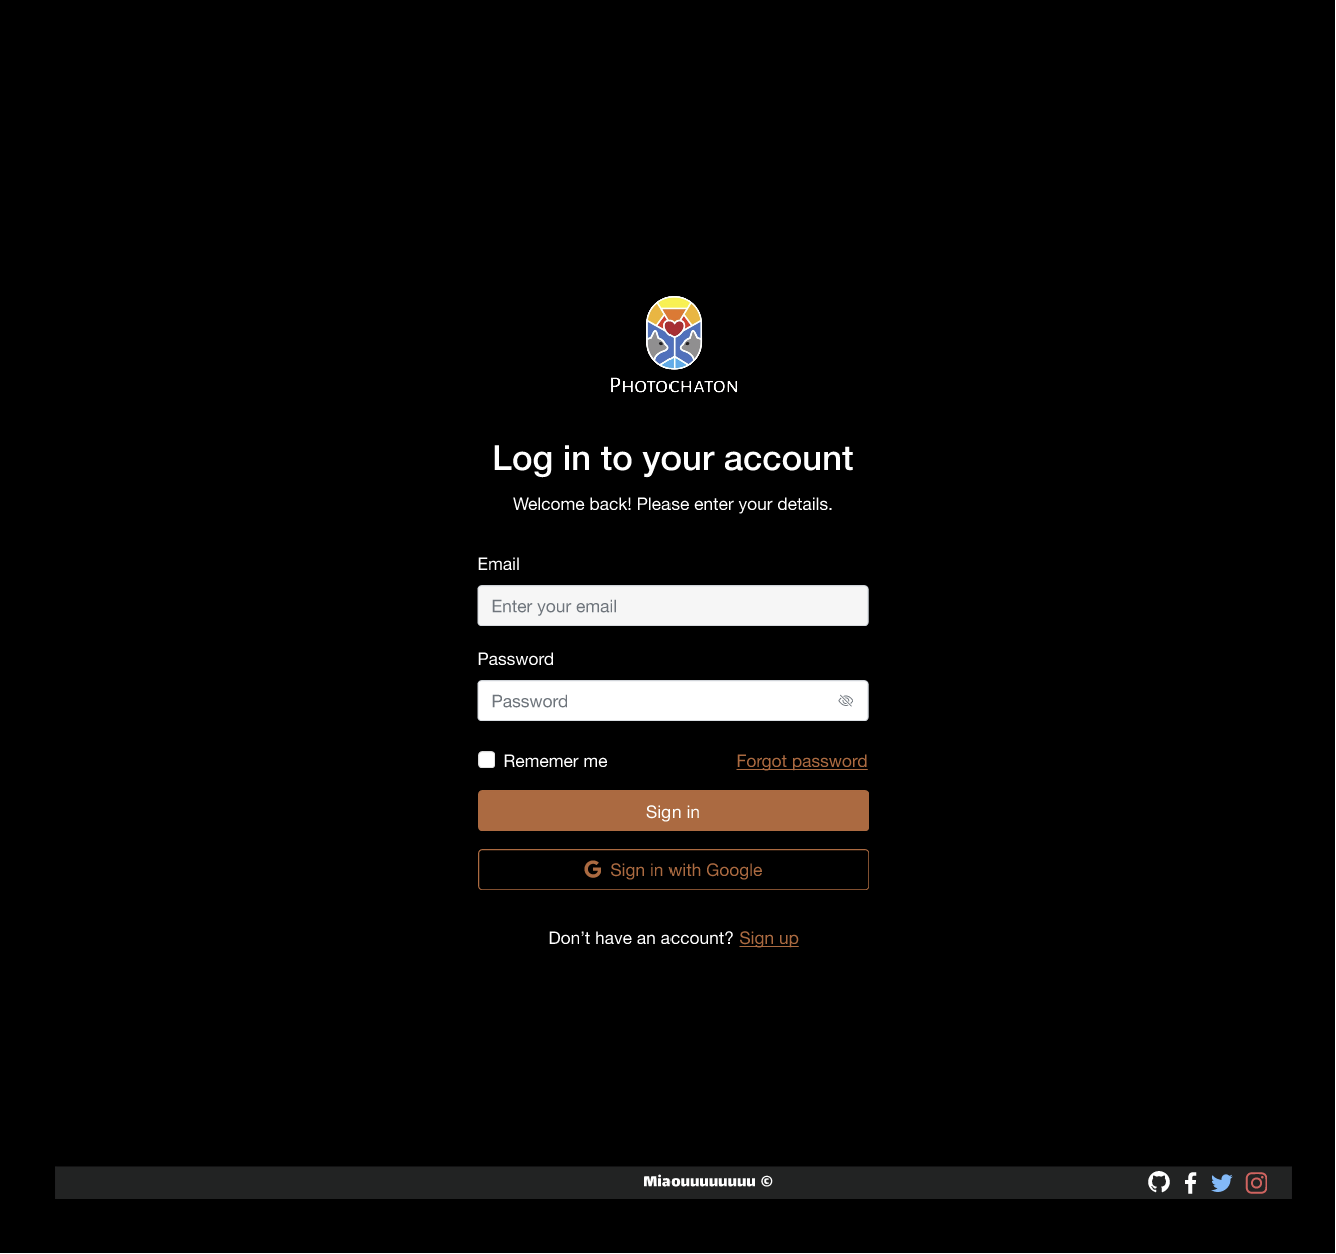 PHOTOCHATON
Log in to your account
Welcome back! Please enter your details.
Email
Enter your email
Password
Password
Rememer me Forgot password
Sign in
G Sign in with Google
Don’t have an account? Sign up
Miaouuuuuuuu ©